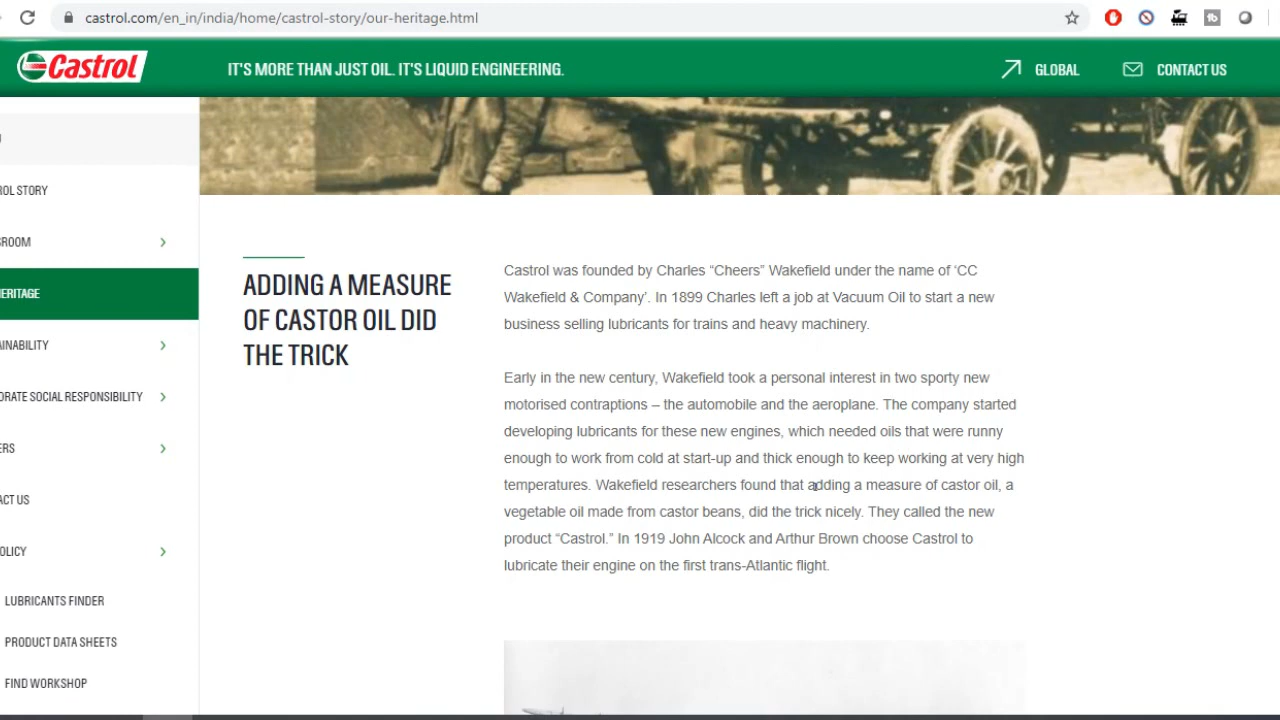 castrol.com/en_in/india/home/castrol-story/our-heritage.html
Castrol
IT'S MORE THAN JUST OIL. IT'S LIQUID ENGINEERING.
GLOBAL
CONTACT US
ROL STORY
ROOM
ERITAGE
AINABILITY
ORATE SOCIAL RESPONSIBILITY
ERS
ACT US
OLICY
LUBRICANTS FINDER
PRODUCT DATA SHEETS
FIND WORKSHOP
ADDING A MEASURE
OF CASTOR OIL DID
THE TRICK
Castrol was founded by Charles “Cheers” Wakefield under the name of ‘CC
Wakefield & Company’. In 1899 Charles left a job at Vacuum Oil to start a new
business selling lubricants for trains and heavy machinery.
Early in the new century, Wakefield took a personal interest in two sporty new
motorised contraptions – the automobile and the aeroplane. The company started
developing lubricants for these new engines, which needed oils that were runny
enough to work from cold at start-up and thick enough to keep working at very high
temperatures. Wakefield researchers found that adding a measure of castor oil, a
vegetable oil made from castor beans, did the trick nicely. They called the new
product “Castrol.” In 1919 John Alcock and Arthur Brown choose Castrol to
lubricate their engine on the first trans-Atlantic flight.